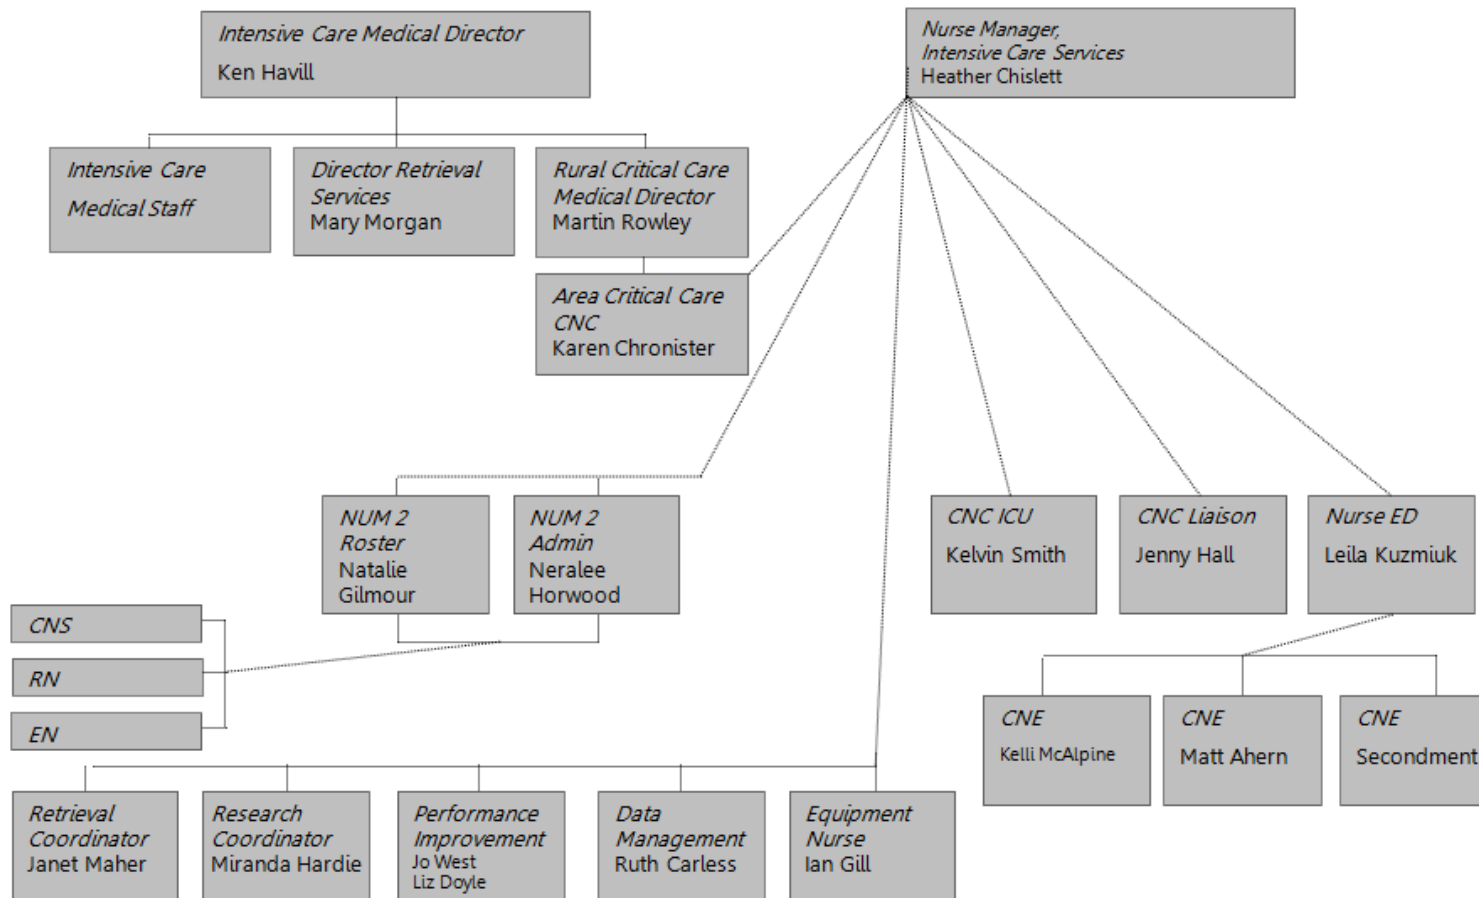 Intensive Care Medical Director
Ken Havill
Nurse Manager,
Intensive Care Services
Heather Chislett
Intensive Care
Medical Staff
Director Retrieval
Services
Mary Morgan
Rural Critical Care
Medical Director
Martin Rowley
Area Critical Care
CNC
Karen Chronister
NUM 2
Roster
Natalie
Gilmour
NUM 2
Admin
Neralee
Horwood
CNC ICU
Kelvin Smith
CNC Liaison
Jenny Hall
Nurse ED
Leila Kuzmiuk
CNS
RN
EN
CNE
Kelli McAlpine
CNE
Matt Ahern
CNE
Secondment
Retrieval
Coordinator
Janet Maher
Research
Coordinator
Miranda Hardie
Performance
Improvement
Jo West
Liz Doyle
Data
Management
Ruth Carless
Equipment
Nurse
Ian Gill